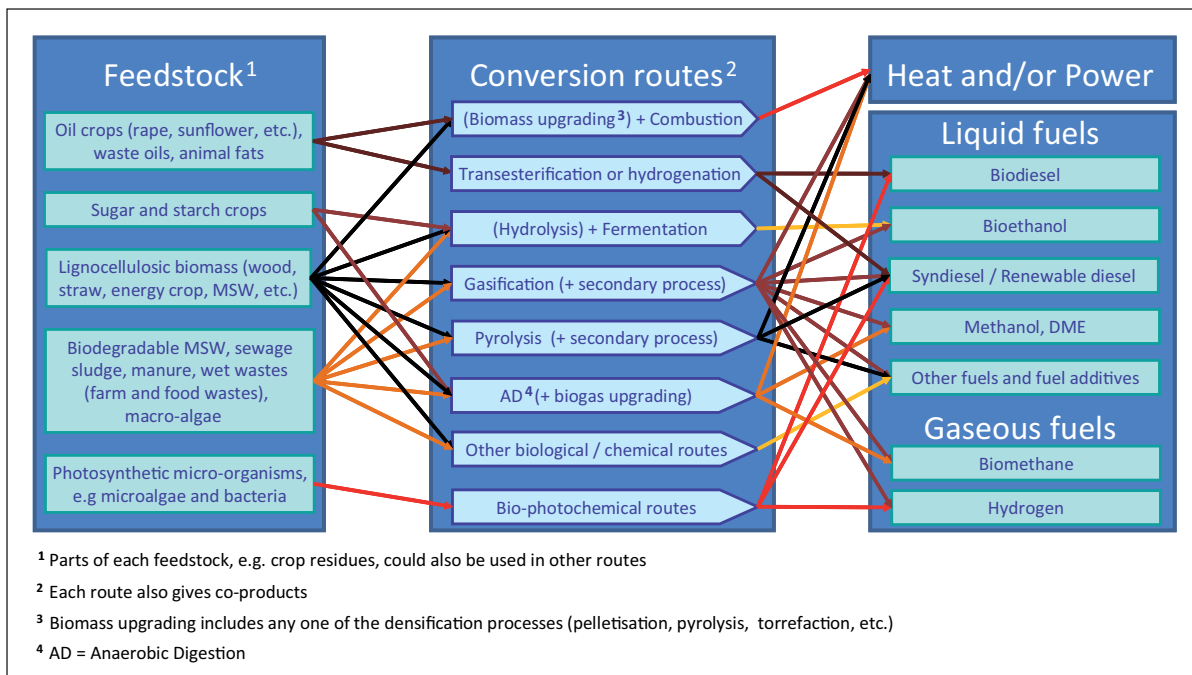 Feedstock1
Oil crops (rape, sunflower, etc.),
waste oils, animal fats
Sugar and starch crops
Lignocellulosic biomass (wood,
straw, energy crop, MSW, etc.)
Biodegradable MSW, sewage
sludge, manure, wet wastes
(farm and food wastes),
macro-algae
Photosynthetic micro-organisms,
e.g microalgae and bacteria
Conversion routes2
(Biomass upgrading3) + Combustion
Transesterification or hydrogenation
(Hydrolysis) + Fermentation
Gasification (+ secondary process)
Pyrolysis (+ secondary process)
AD4 (+ biogas upgrading)
Other biological / chemical routes
Bio-photochemical routes
Heat and/or Power
Liquid fuels
Biodiesel
Bioethanol
Syndiesel / Renewable diesel
Methanol, DME
Other fuels and fuel additives
Gaseous fuels
Biomethane
Hydrogen
1 Parts of each feedstock, e.g. crop residues, could also be used in other routes
2 Each route also gives co-products
3 Biomass upgrading includes any one of the densification processes (pelletisation, pyrolysis, torrefaction, etc.)
4 AD = Anaerobic Digestion